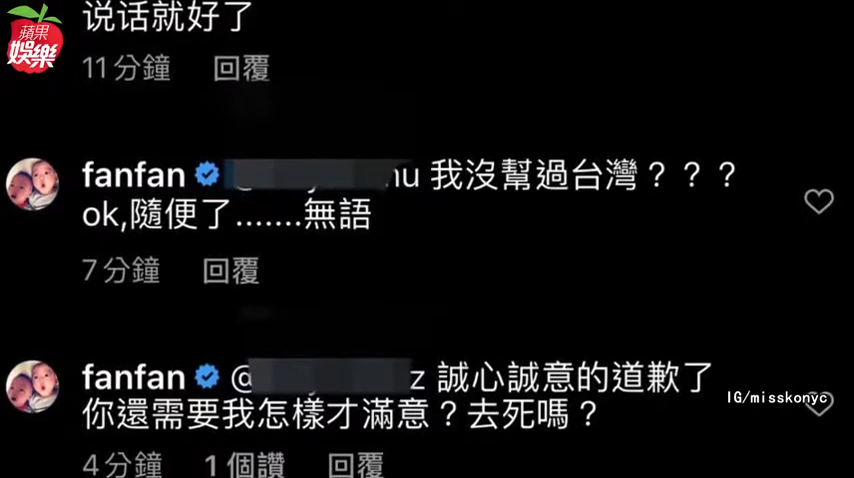 说话就好了
蘋果
娛樂
11分鐘 回覆
fanfan 我沒幫過台灣？？？
ok,隨便了.......無語
7分鐘 回覆
fanfan @ z 誠心誠意的道歉了
你還需要我怎樣才滿意？去死嗎？
IG/misskonyc
4分鐘 1個讚 回覆